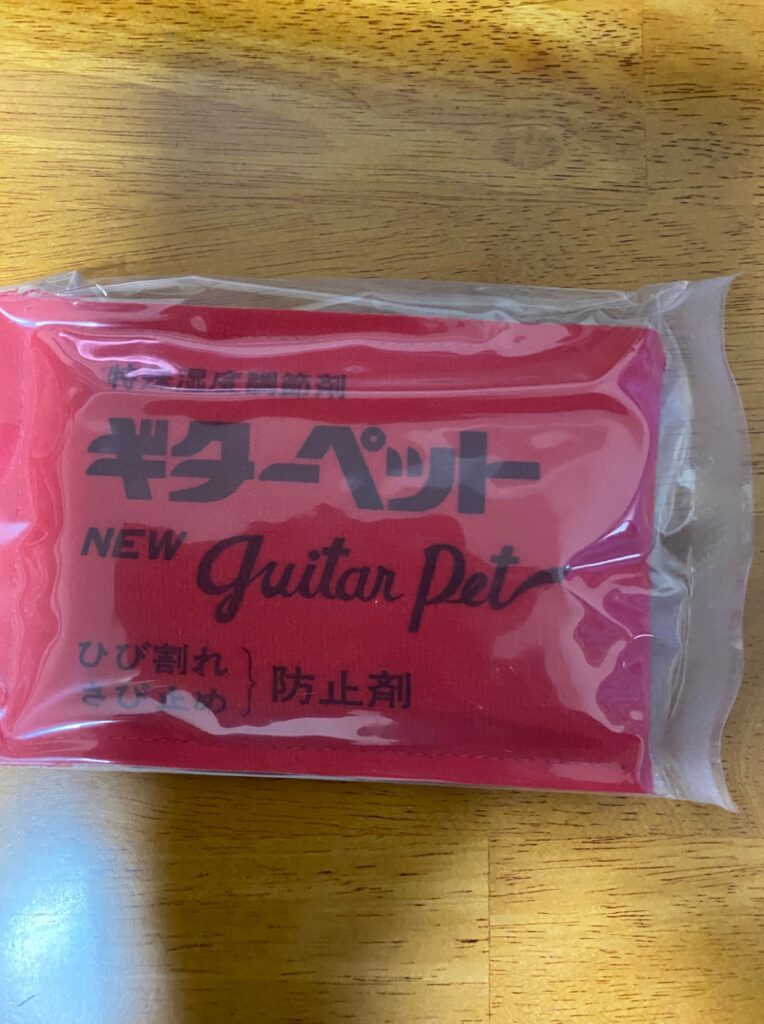 特殊湿度調節剤
ギターペット
NEW guitar pet
ひび割れ
さび止め } 防止剤